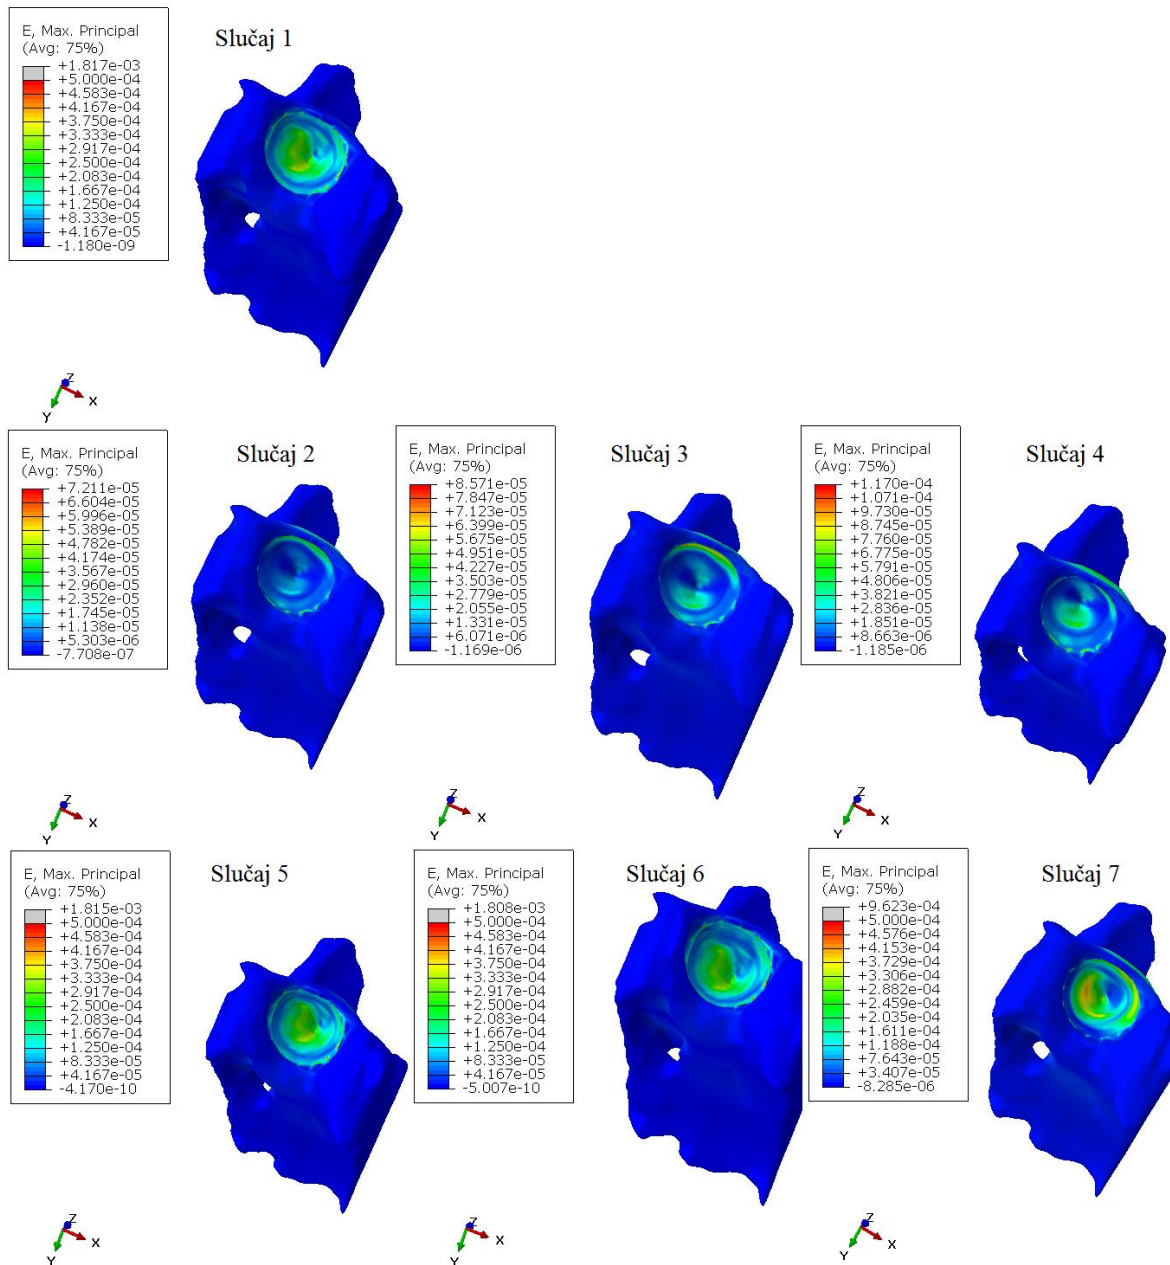 Slučaj 1
E, Max. Principal
(Avg: 75%)
+1.817e-03
+5.000e-04
+4.583e-04
+4.167e-04
+3.750e-04
+3.333e-04
+2.917e-04
+2.500e-04
+2.083e-04
+1.667e-04
+1.250e-04
+8.333e-05
+4.167e-05
-1.180e-09
Z
X
Y
Slučaj 2
E, Max. Principal
(Avg: 75%)
+7.211e-05
+6.604e-05
+5.996e-05
+5.389e-05
+4.782e-05
+4.174e-05
+3.567e-05
+2.960e-05
+2.352e-05
+1.745e-05
+1.138e-05
+5.303e-06
-7.708e-07
Z
X
Y
Slučaj 3
E, Max. Principal
(Avg: 75%)
+8.571e-05
+7.847e-05
+7.123e-05
+6.399e-05
+5.675e-05
+4.951e-05
+4.227e-05
+3.503e-05
+2.779e-05
+2.055e-05
+1.331e-05
+6.071e-06
-1.169e-06
Z
X
Y
Slučaj 4
E, Max. Principal
(Avg: 75%)
+1.170e-04
+1.071e-04
+9.730e-05
+8.745e-05
+7.760e-05
+6.775e-05
+5.791e-05
+4.806e-05
+3.821e-05
+2.836e-05
+1.851e-05
+8.663e-06
-1.185e-06
Z
X
Y
Slučaj 5
E, Max. Principal
(Avg: 75%)
+1.815e-03
+5.000e-04
+4.583e-04
+4.167e-04
+3.750e-04
+3.333e-04
+2.917e-04
+2.500e-04
+2.083e-04
+1.667e-04
+1.250e-04
+8.333e-05
+4.167e-05
-4.170e-10
Z
X
Y
Slučaj 6
E, Max. Principal
(Avg: 75%)
+1.808e-03
+5.000e-04
+4.583e-04
+4.167e-04
+3.750e-04
+3.333e-04
+2.917e-04
+2.500e-04
+2.083e-04
+1.667e-04
+1.250e-04
+8.333e-05
+4.167e-05
-5.007e-10
Z
X
Y
Slučaj 7
E, Max. Principal
(Avg: 75%)
+9.623e-04
+5.000e-04
+4.576e-04
+4.153e-04
+3.729e-04
+3.306e-04
+2.882e-04
+2.459e-04
+2.035e-04
+1.611e-04
+1.188e-04
+7.643e-05
+3.407e-05
-8.285e-06
Z
X
Y